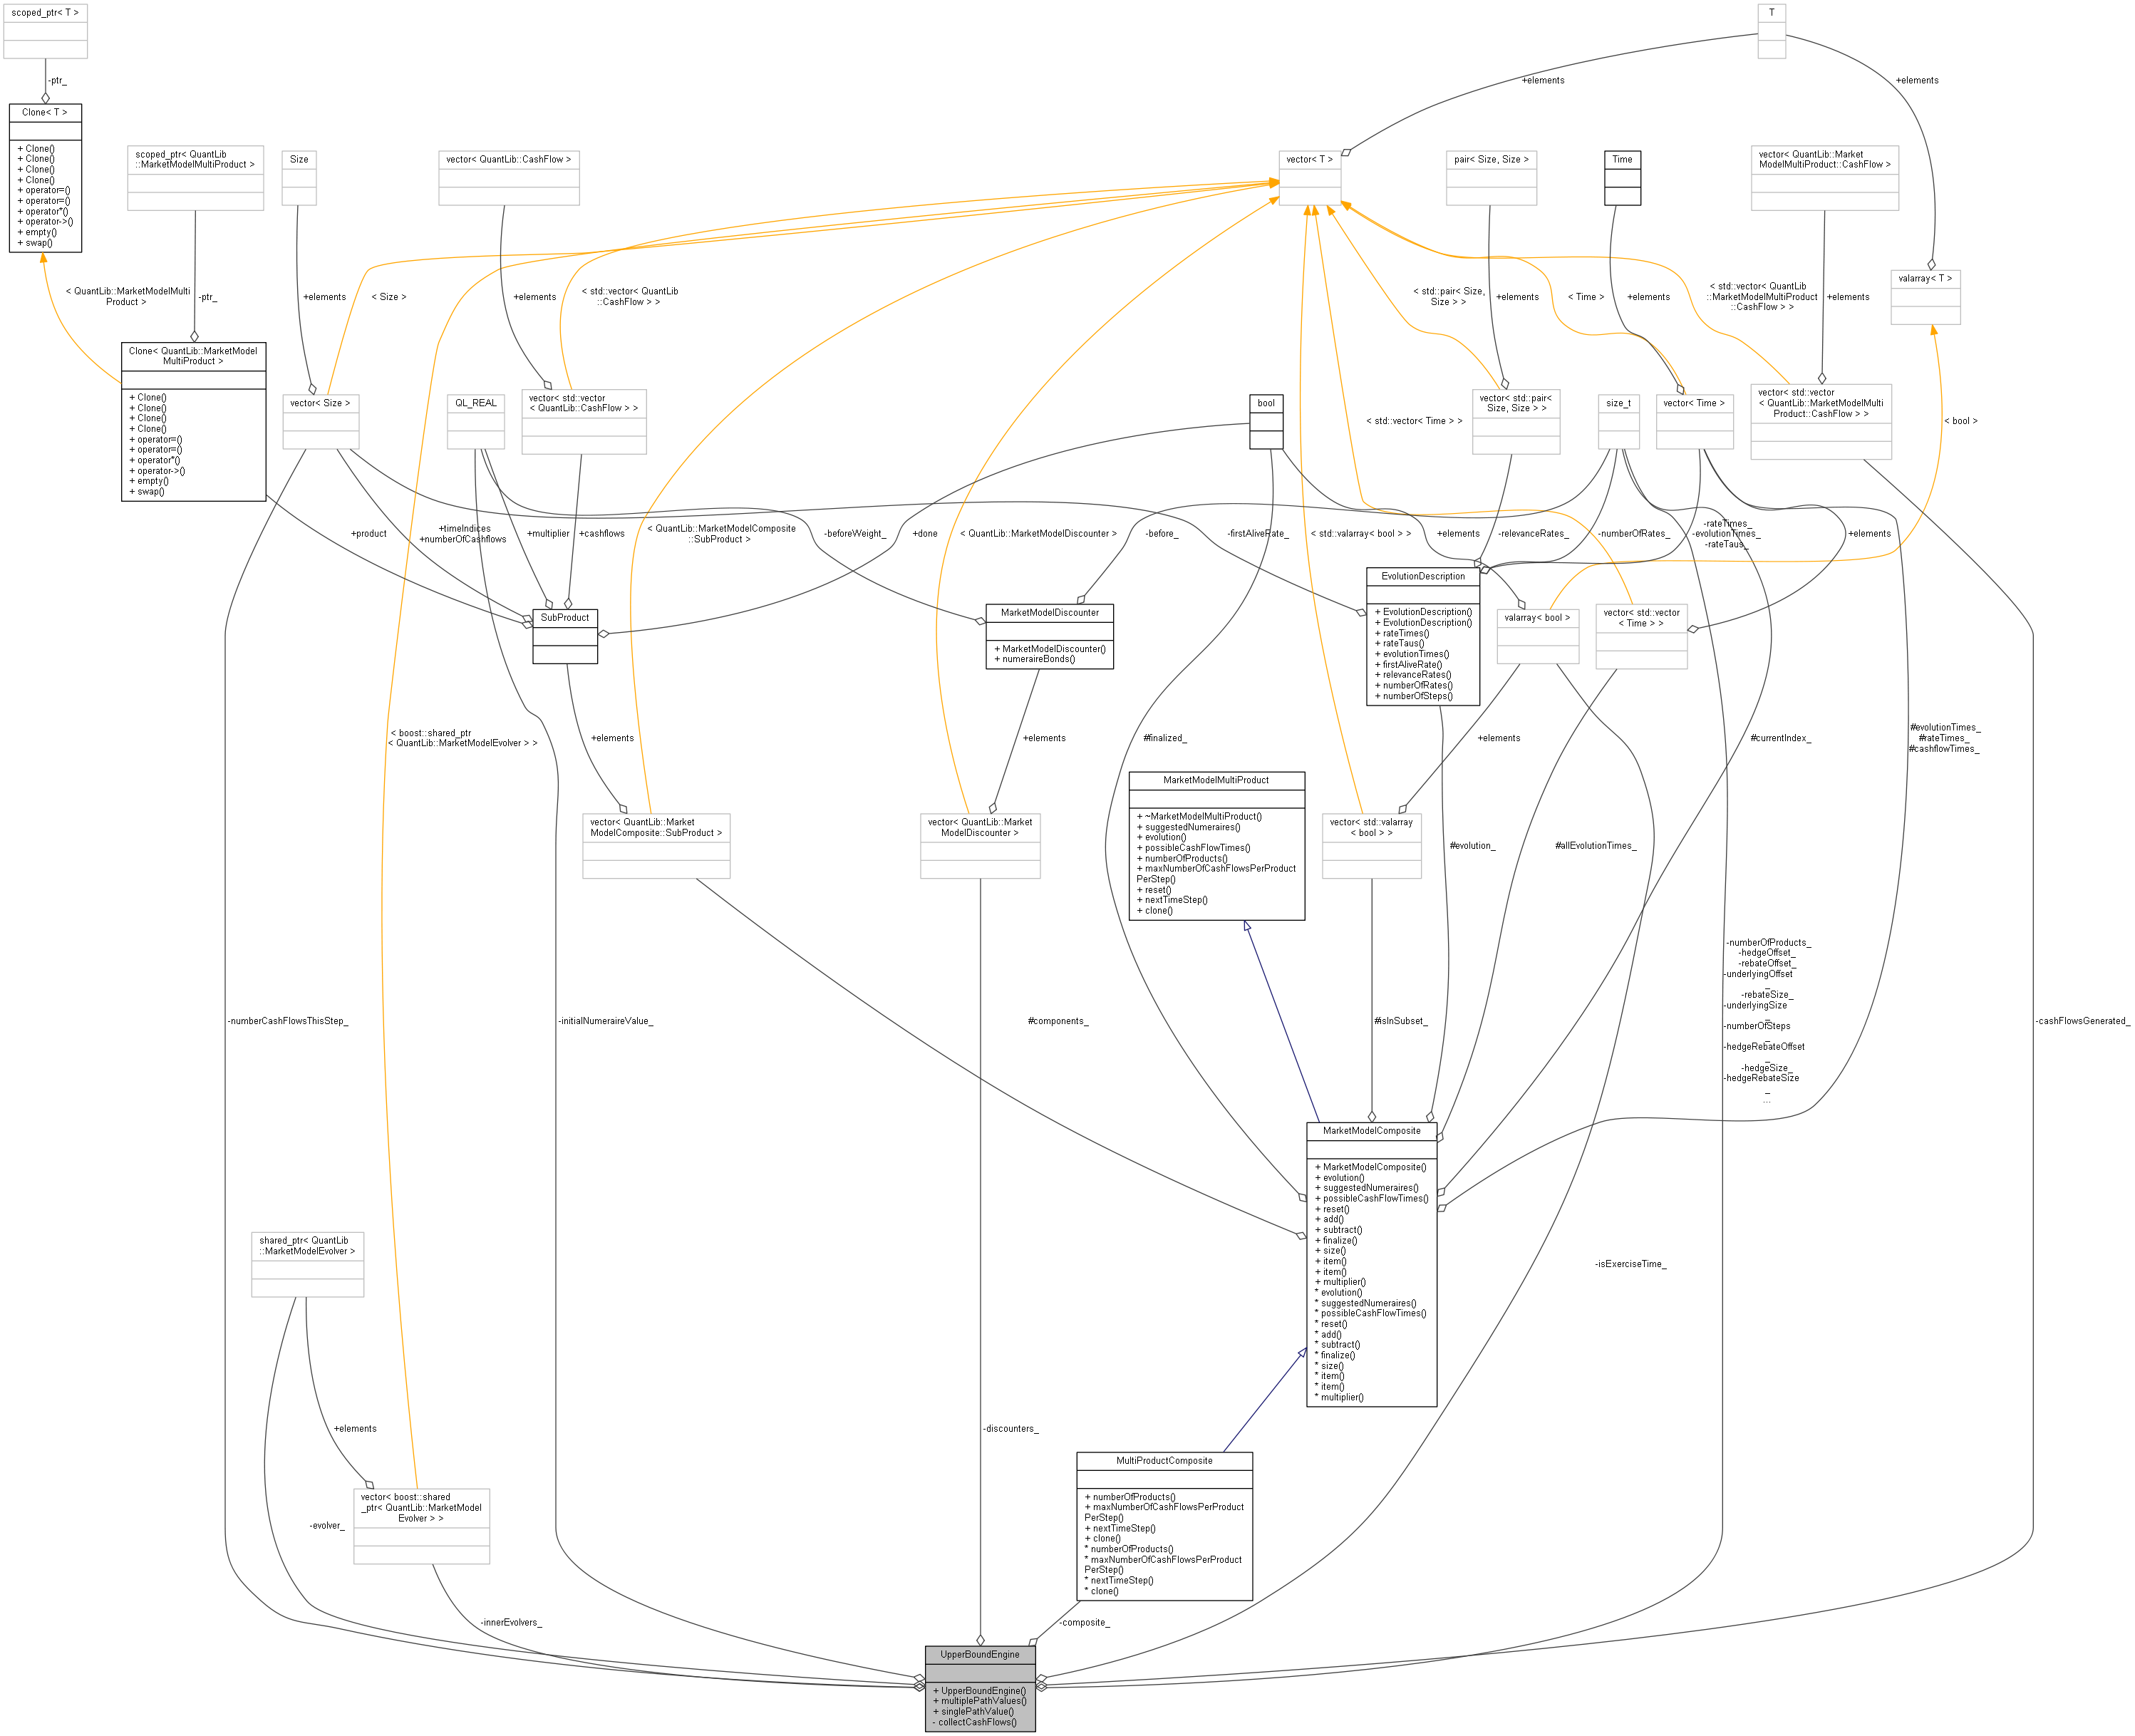 scoped_ptr< T >
T
-ptr_
+elements
+elements
Clone< T >
+ Clone()
+ Clone()
+ Clone()
+ Clone()
+ operator=()
+ operator=()
+ operator*()
+ operator->()
+ empty()
+ swap()
scoped_ptr< QuantLib
::MarketModelMultiProduct >
Size
vector< QuantLib::CashFlow >
vector< T >
pair< Size, Size >
Time
vector< QuantLib::Market
ModelMultiProduct::CashFlow >
valarray< T >
< QuantLib::MarketModelMulti
Product >
-ptr_
+elements
< Size >
+elements
< std::vector< QuantLib
::CashFlow > >
< std::pair< Size,
Size > >
+elements
< Time >
+elements
< std::vector< QuantLib
::MarketModelMultiProduct
::CashFlow > >
+elements
Clone< QuantLib::MarketModel
MultiProduct >
+ Clone()
+ Clone()
+ Clone()
+ Clone()
+ operator=()
+ operator=()
+ operator*()
+ operator->()
+ empty()
+ swap()
vector< Size >
QL_REAL
vector< std::vector
< QuantLib::CashFlow > >
bool
vector< std::pair<
Size, Size > >
size_t
vector< Time >
vector< std::vector
< QuantLib::MarketModelMulti
Product::CashFlow > >
< std::vector< Time > >
< bool >
+product
+timeIndices
+numberOfCashflows
+multiplier
+cashflows
< QuantLib::MarketModelComposite
::SubProduct >
-beforeWeight_
+done
< QuantLib::MarketModelDiscounter >
-before_
-firstAliveRate_
< std::valarray< bool > >
+elements
-relevanceRates_
-numberOfRates_
-rateTimes_
-evolutionTimes_
-rateTaus_
+elements
SubProduct
MarketModelDiscounter
+ MarketModelDiscounter()
+ numeraireBonds()
EvolutionDescription
+ EvolutionDescription()
+ EvolutionDescription()
+ rateTimes()
+ rateTaus()
+ evolutionTimes()
+ firstAliveRate()
+ relevanceRates()
+ numberOfRates()
+ numberOfSteps()
valarray< bool >
vector< std::vector
< Time > >
< boost::shared_ptr
< QuantLib::MarketModelEvolver > >
+elements
+elements
#finalized_
+elements
#currentIndex_
#evolutionTimes_
#rateTimes_
#cashflowTimes_
vector< QuantLib::Market
ModelComposite::SubProduct >
vector< QuantLib::Market
ModelDiscounter >
MarketModelMultiProduct
+ ~MarketModelMultiProduct()
+ suggestedNumeraires()
+ evolution()
+ possibleCashFlowTimes()
+ numberOfProducts()
+ maxNumberOfCashFlowsPerProduct
PerStep()
+ reset()
+ nextTimeStep()
+ clone()
vector< std::valarray
< bool > >
#evolution_
#allEvolutionTimes_
-numberOfProducts_
-hedgeOffset_
-rebateOffset_
-underlyingOffset
_
-rebateSize_
-underlyingSize
_
-numberOfSteps
_
-hedgeRebateOffset
_
-hedgeSize_
-hedgeRebateSize
_
...
-numberCashFlowsThisStep_
-initialNumeraireValue_
#components_
#isInSubset_
-cashFlowsGenerated_
MarketModelComposite
+ MarketModelComposite()
+ evolution()
+ suggestedNumeraires()
+ possibleCashFlowTimes()
+ reset()
+ add()
+ subtract()
+ finalize()
+ size()
+ item()
+ item()
+ multiplier()
* evolution()
* suggestedNumeraires()
* possibleCashFlowTimes()
* reset()
* add()
* subtract()
* finalize()
* size()
* item()
* item()
* multiplier()
shared_ptr< QuantLib
::MarketModelEvolver >
-isExerciseTime_
+elements
-discounters_
MultiProductComposite
+ numberOfProducts()
+ maxNumberOfCashFlowsPerProduct
PerStep()
+ nextTimeStep()
+ clone()
* numberOfProducts()
* maxNumberOfCashFlowsPerProduct
PerStep()
* nextTimeStep()
* clone()
vector< boost::shared
_ptr< QuantLib::MarketModel
Evolver > >
-evolver_
-innerEvolvers_
-composite_
UpperBoundEngine
+ UpperBoundEngine()
+ multiplePathValues()
+ singlePathValue()
- collectCashFlows()